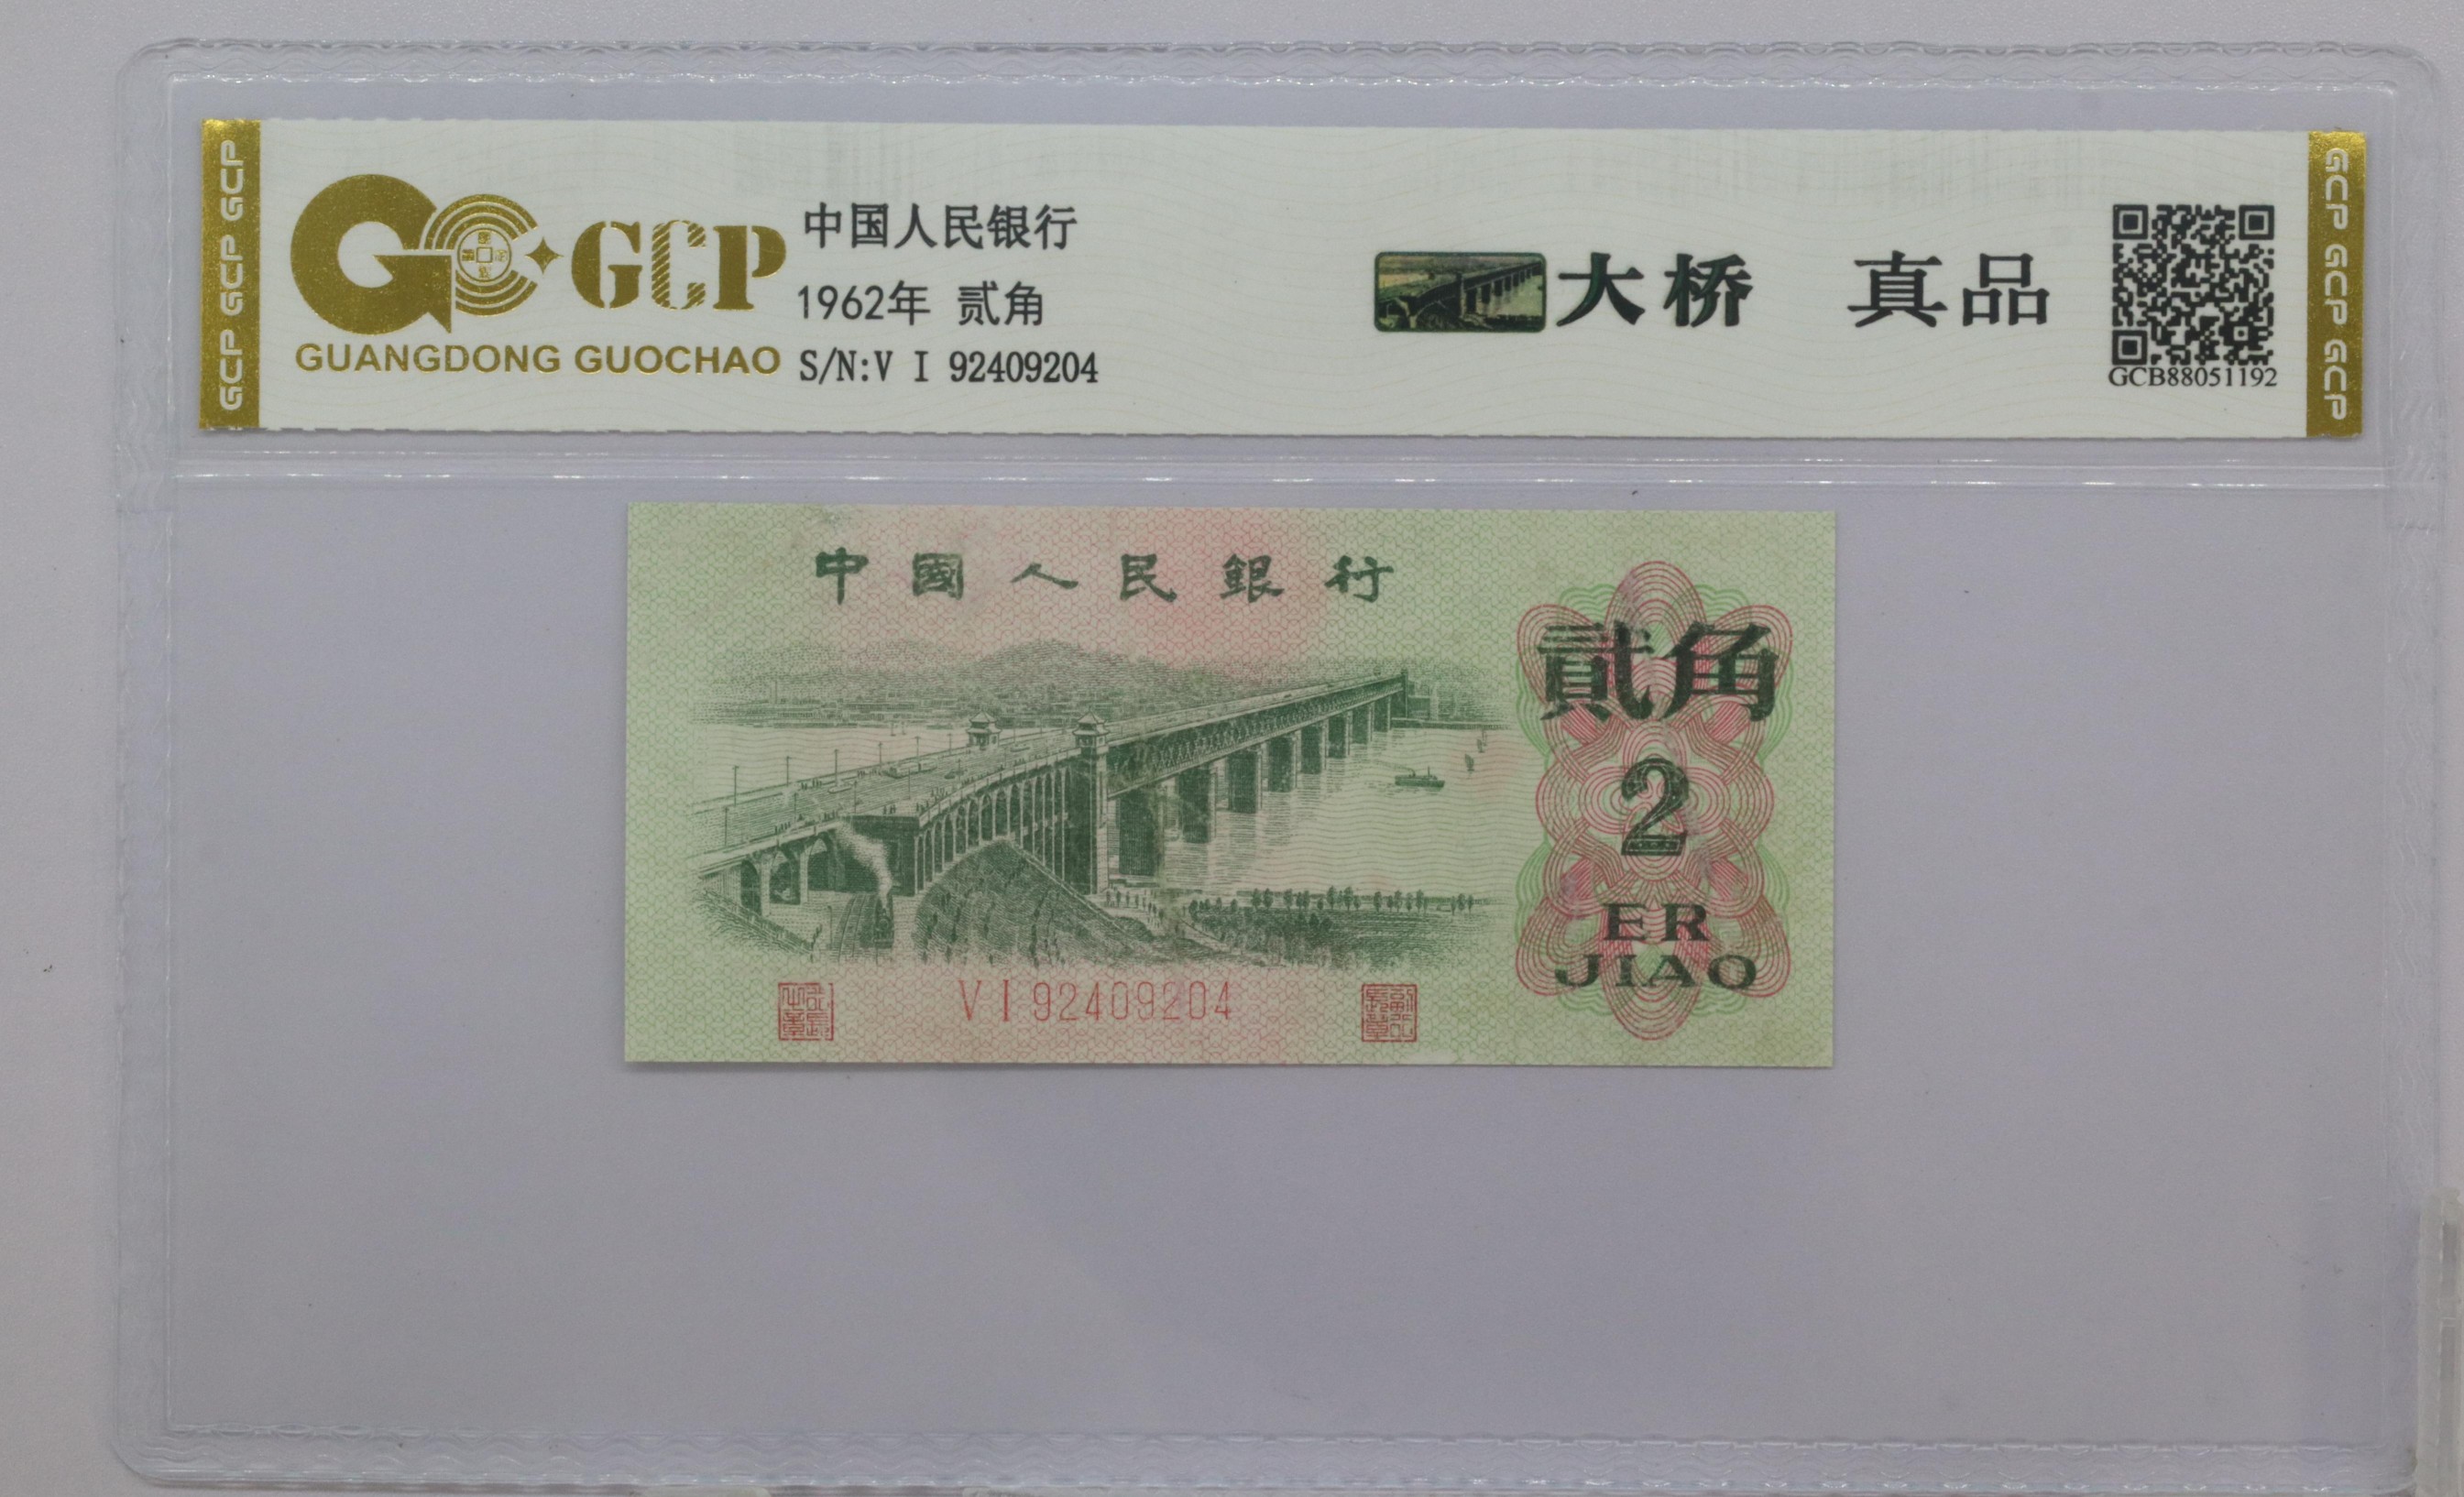 GCP GCP GCP
GCP
GUANGDONG GUOCHAO
中国人民银行
1962年 贰角
S/N:V I 92409204
大桥 真品
GCB88051192
GCP GCP GCP
中國人民銀行
貳角
2
ER
JIAO
V I 92409204